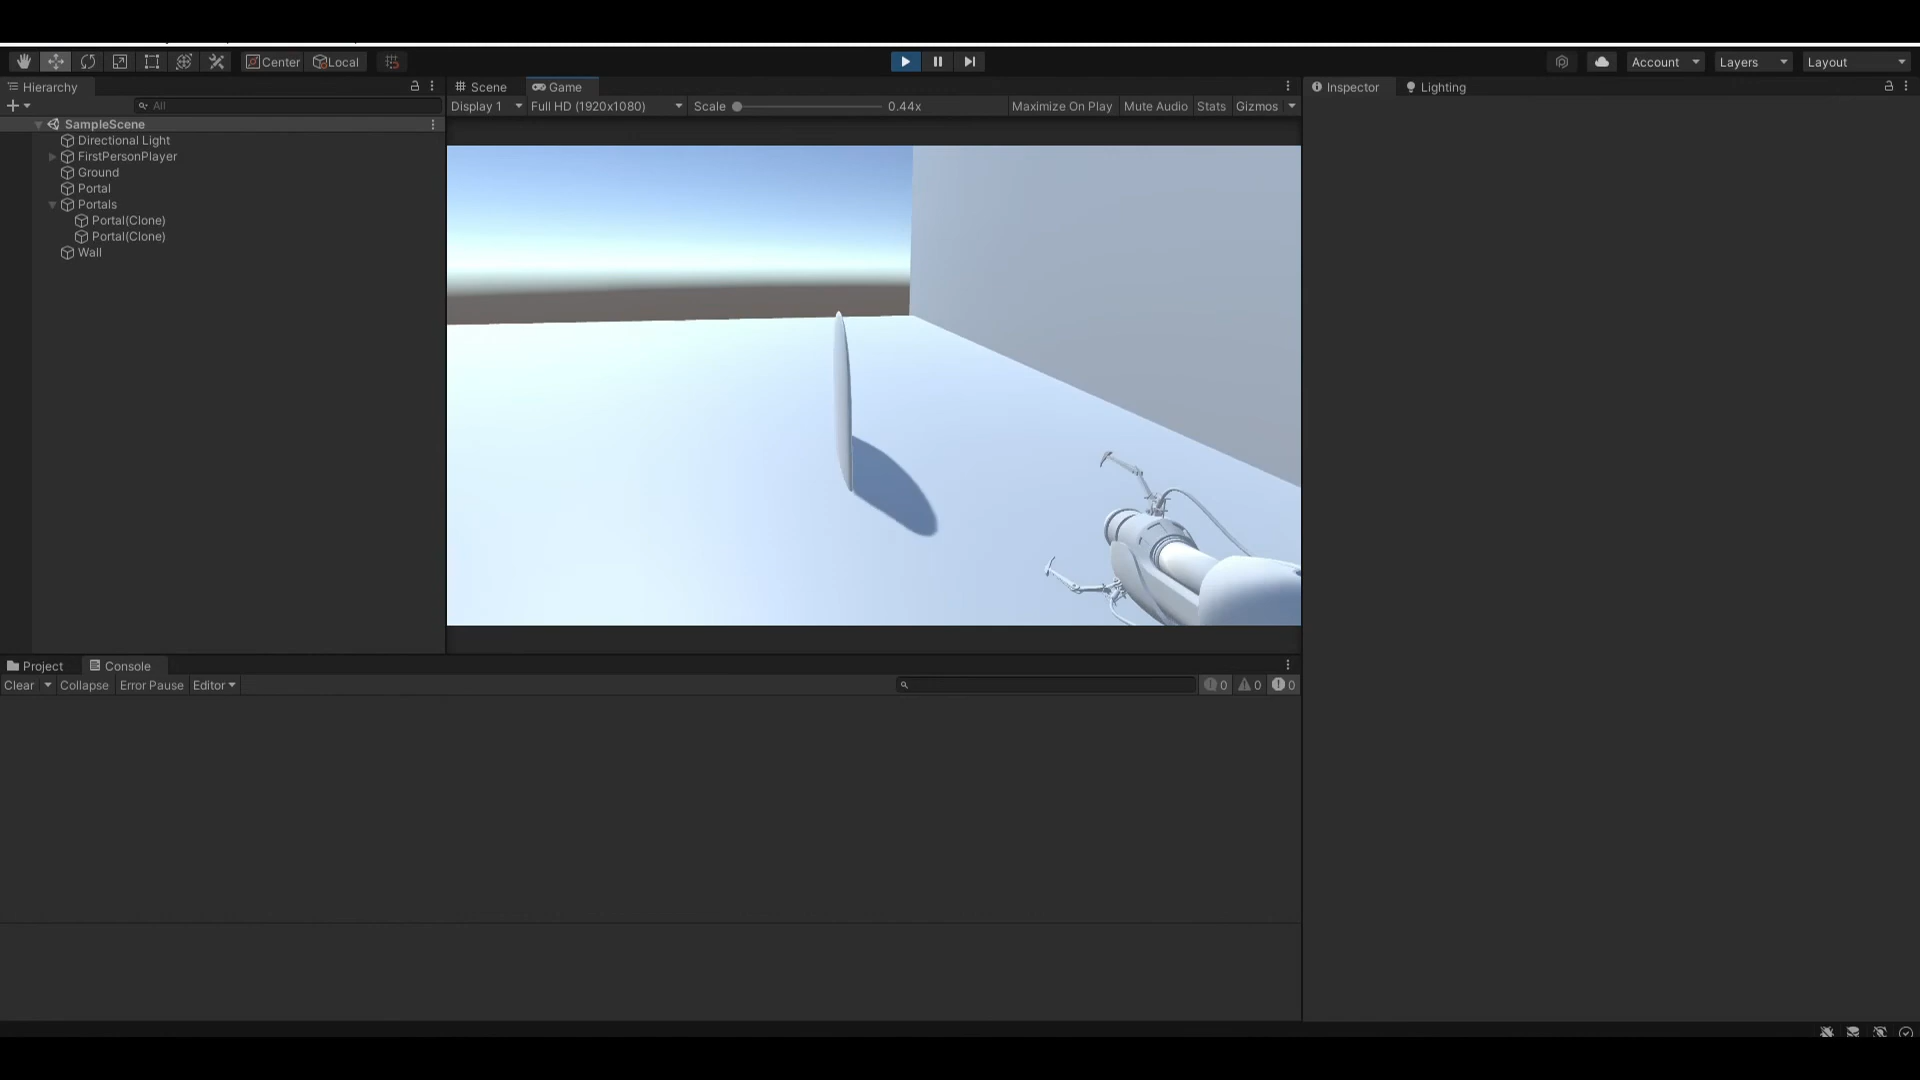 Center Local
Account Layers Layout
Hierarchy
All
SampleScene
Directional Light
FirstPersonPlayer
Ground
Portal
Portals
Portal(Clone)
Portal(Clone)
Wall
Scene Game
Display 1 Full HD (1920x1080) Scale 0.44x Maximize On Play Mute Audio Stats Gizmos
Inspector Lighting
Project Console
Clear Collapse Error Pause Editor 0 0 0